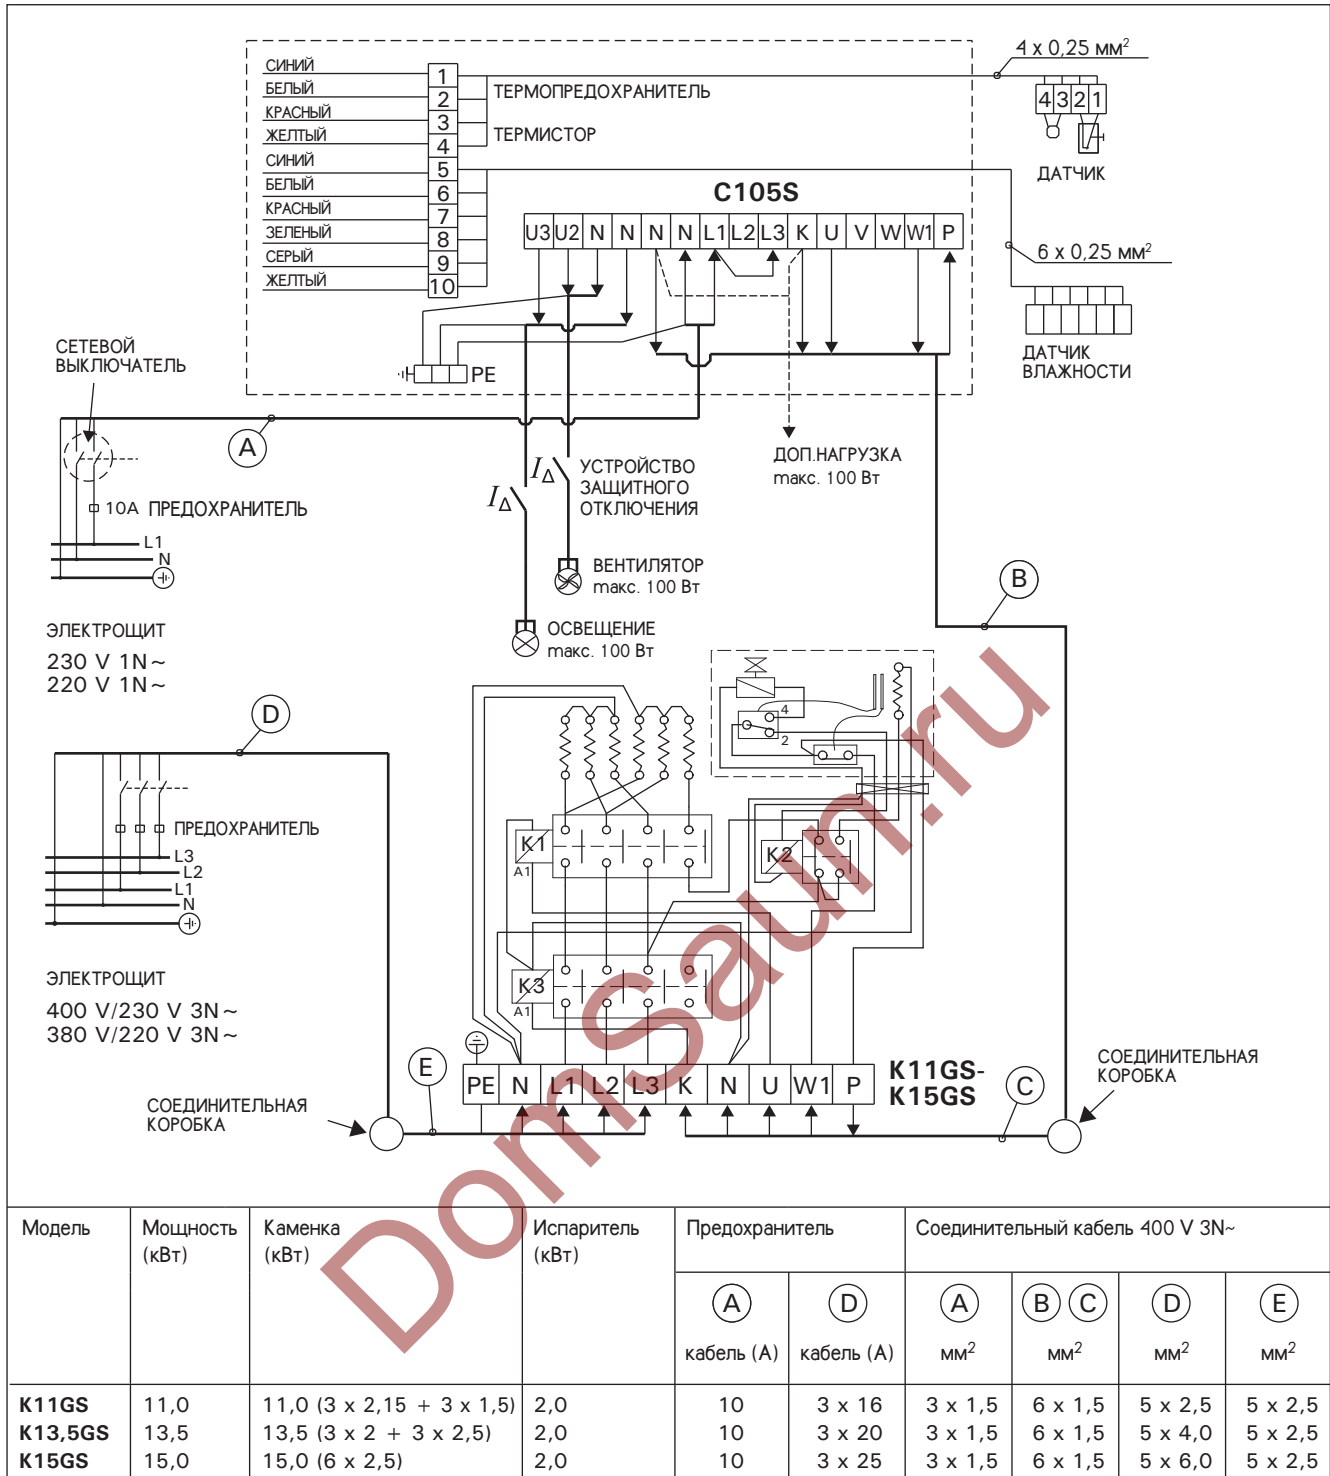 СИНИЙ 1
БЕЛЫЙ 2
КРАСНЫЙ 3
ЖЕЛТЫЙ 4
СИНИЙ 5
БЕЛЫЙ 6
КРАСНЫЙ 7
ЗЕЛЕНЫЙ 8
СЕРЫЙ 9
ЖЕЛТЫЙ 10
ТЕРМОПРЕДОХРАНИТЕЛЬ
ТЕРМИСТОР
4 x 0,25 мм²
4 3 2 1
ДАТЧИК
C105S
U3 U2 N N N N L1 L2 L3 K U V W W1 P
6 x 0,25 мм²
ДАТЧИК
ВЛАЖНОСТИ
PE
СЕТЕВОЙ
ВЫКЛЮЧАТЕЛЬ
A
10A ПРЕДОХРАНИТЕЛЬ
L1
N
ЭЛЕКТРОЩИТ
230 V 1N~
220 V 1N~
IΔ
IΔ
УСТРОЙСТВО
ЗАЩИТНОГО
ОТКЛЮЧЕНИЯ
ДОП.НАГРУЗКА
макс. 100 Вт
ВЕНТИЛЯТОР
макс. 100 Вт
ОСВЕЩЕНИЕ
макс. 100 Вт
B
D
ПРЕДОХРАНИТЕЛЬ
L3
L2
L1
N
ЭЛЕКТРОЩИТ
400 V/230 V 3N~
380 V/220 V 3N~
4
2
K1
A1
K2
K3
A1
E
PE N L1 L2 L3 K N U W1 P
K11GS-
K15GS
C
СОЕДИНИТЕЛЬНАЯ
КОРОБКА
СОЕДИНИТЕЛЬНАЯ
КОРОБКА
DomSaun.ru
Модель Мощность (кВт) Каменка (кВт) Испаритель (кВт) Предохранитель Соединительный кабель 400 V 3N~
A D A B C D E
кабель (A) кабель (A) мм² мм² мм² мм²
K11GS 11,0 11,0 (3 x 2,15 + 3 x 1,5) 2,0 10 3 x 16 3 x 1,5 6 x 1,5 5 x 2,5 5 x 2,5
K13,5GS 13,5 13,5 (3 x 2 + 3 x 2,5) 2,0 10 3 x 20 3 x 1,5 6 x 1,5 5 x 4,0 5 x 2,5
K15GS 15,0 15,0 (6 x 2,5) 2,0 10 3 x 25 3 x 1,5 6 x 1,5 5 x 6,0 5 x 2,5